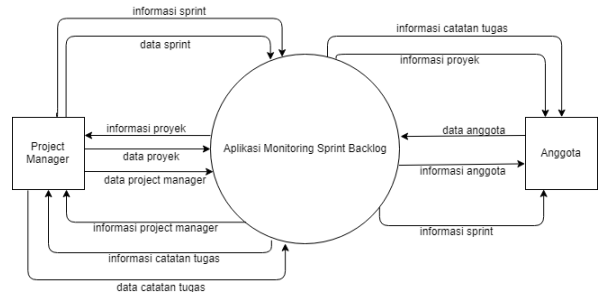 informasi sprint
data sprint
informasi catatan tugas
informasi proyek
informasi proyek
data proyek
data project manager
Project
Manager
Aplikasi Monitoring Sprint Backlog
data anggota
informasi anggota
Anggota
informasi project manager
informasi catatan tugas
data catatan tugas
informasi sprint